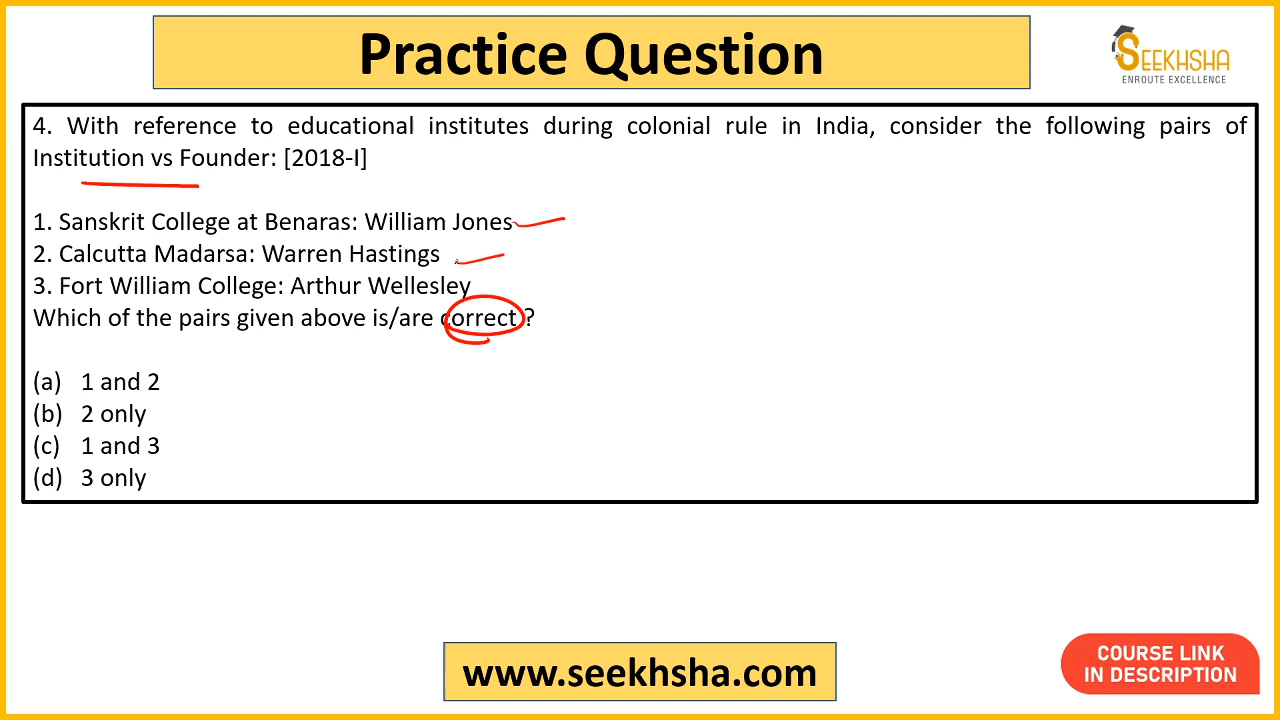 Practice Question
SEEKHSHA
ENROUTE EXCELLENCE
4. With reference to educational institutes during colonial rule in India, consider the following pairs of
Institution vs Founder: [2018-I]
1. Sanskrit College at Benaras: William Jones
2. Calcutta Madarsa: Warren Hastings
3. Fort William College: Arthur Wellesley
Which of the pairs given above is/are correct ?
(a) 1 and 2
(b) 2 only
(c) 1 and 3
(d) 3 only
www.seekhsha.com
COURSE LINK
IN DESCRIPTION